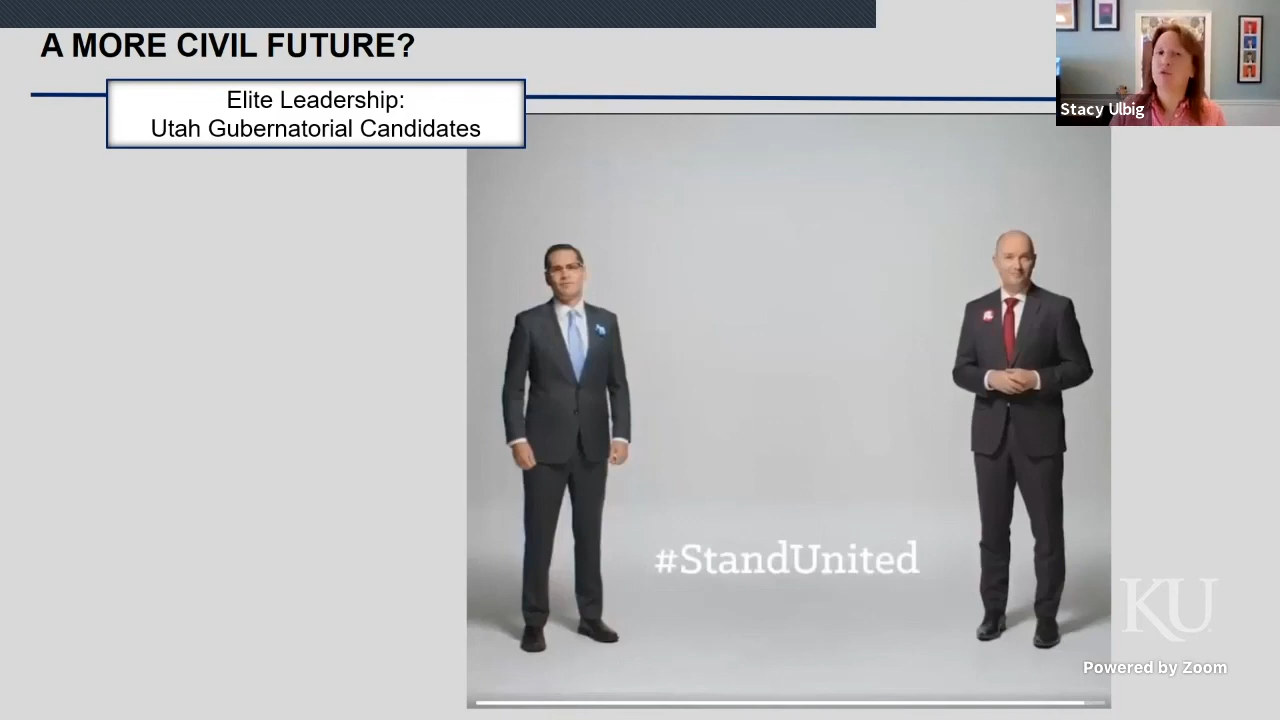 A MORE CIVIL FUTURE?
Elite Leadership:
Utah Gubernatorial Candidates
Stacy Ulbig
#StandUnited
KU
Powered by Zoom